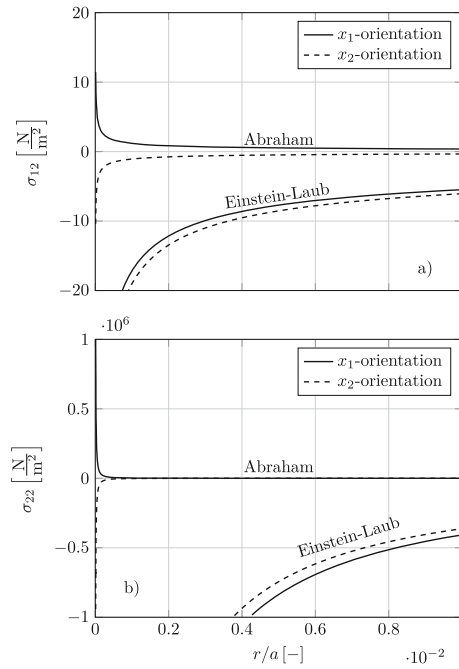 20
10
0
−10
−20
σ12 [N/m2]
x1-orientation
x2-orientation
Abraham
Einstein-Laub
a)
·10^6
1
0.5
0
−0.5
−1
σ22 [N/m2]
x1-orientation
x2-orientation
Abraham
Einstein-Laub
b)
0 0.2 0.4 0.6 0.8
r/a [−]
·10^−2